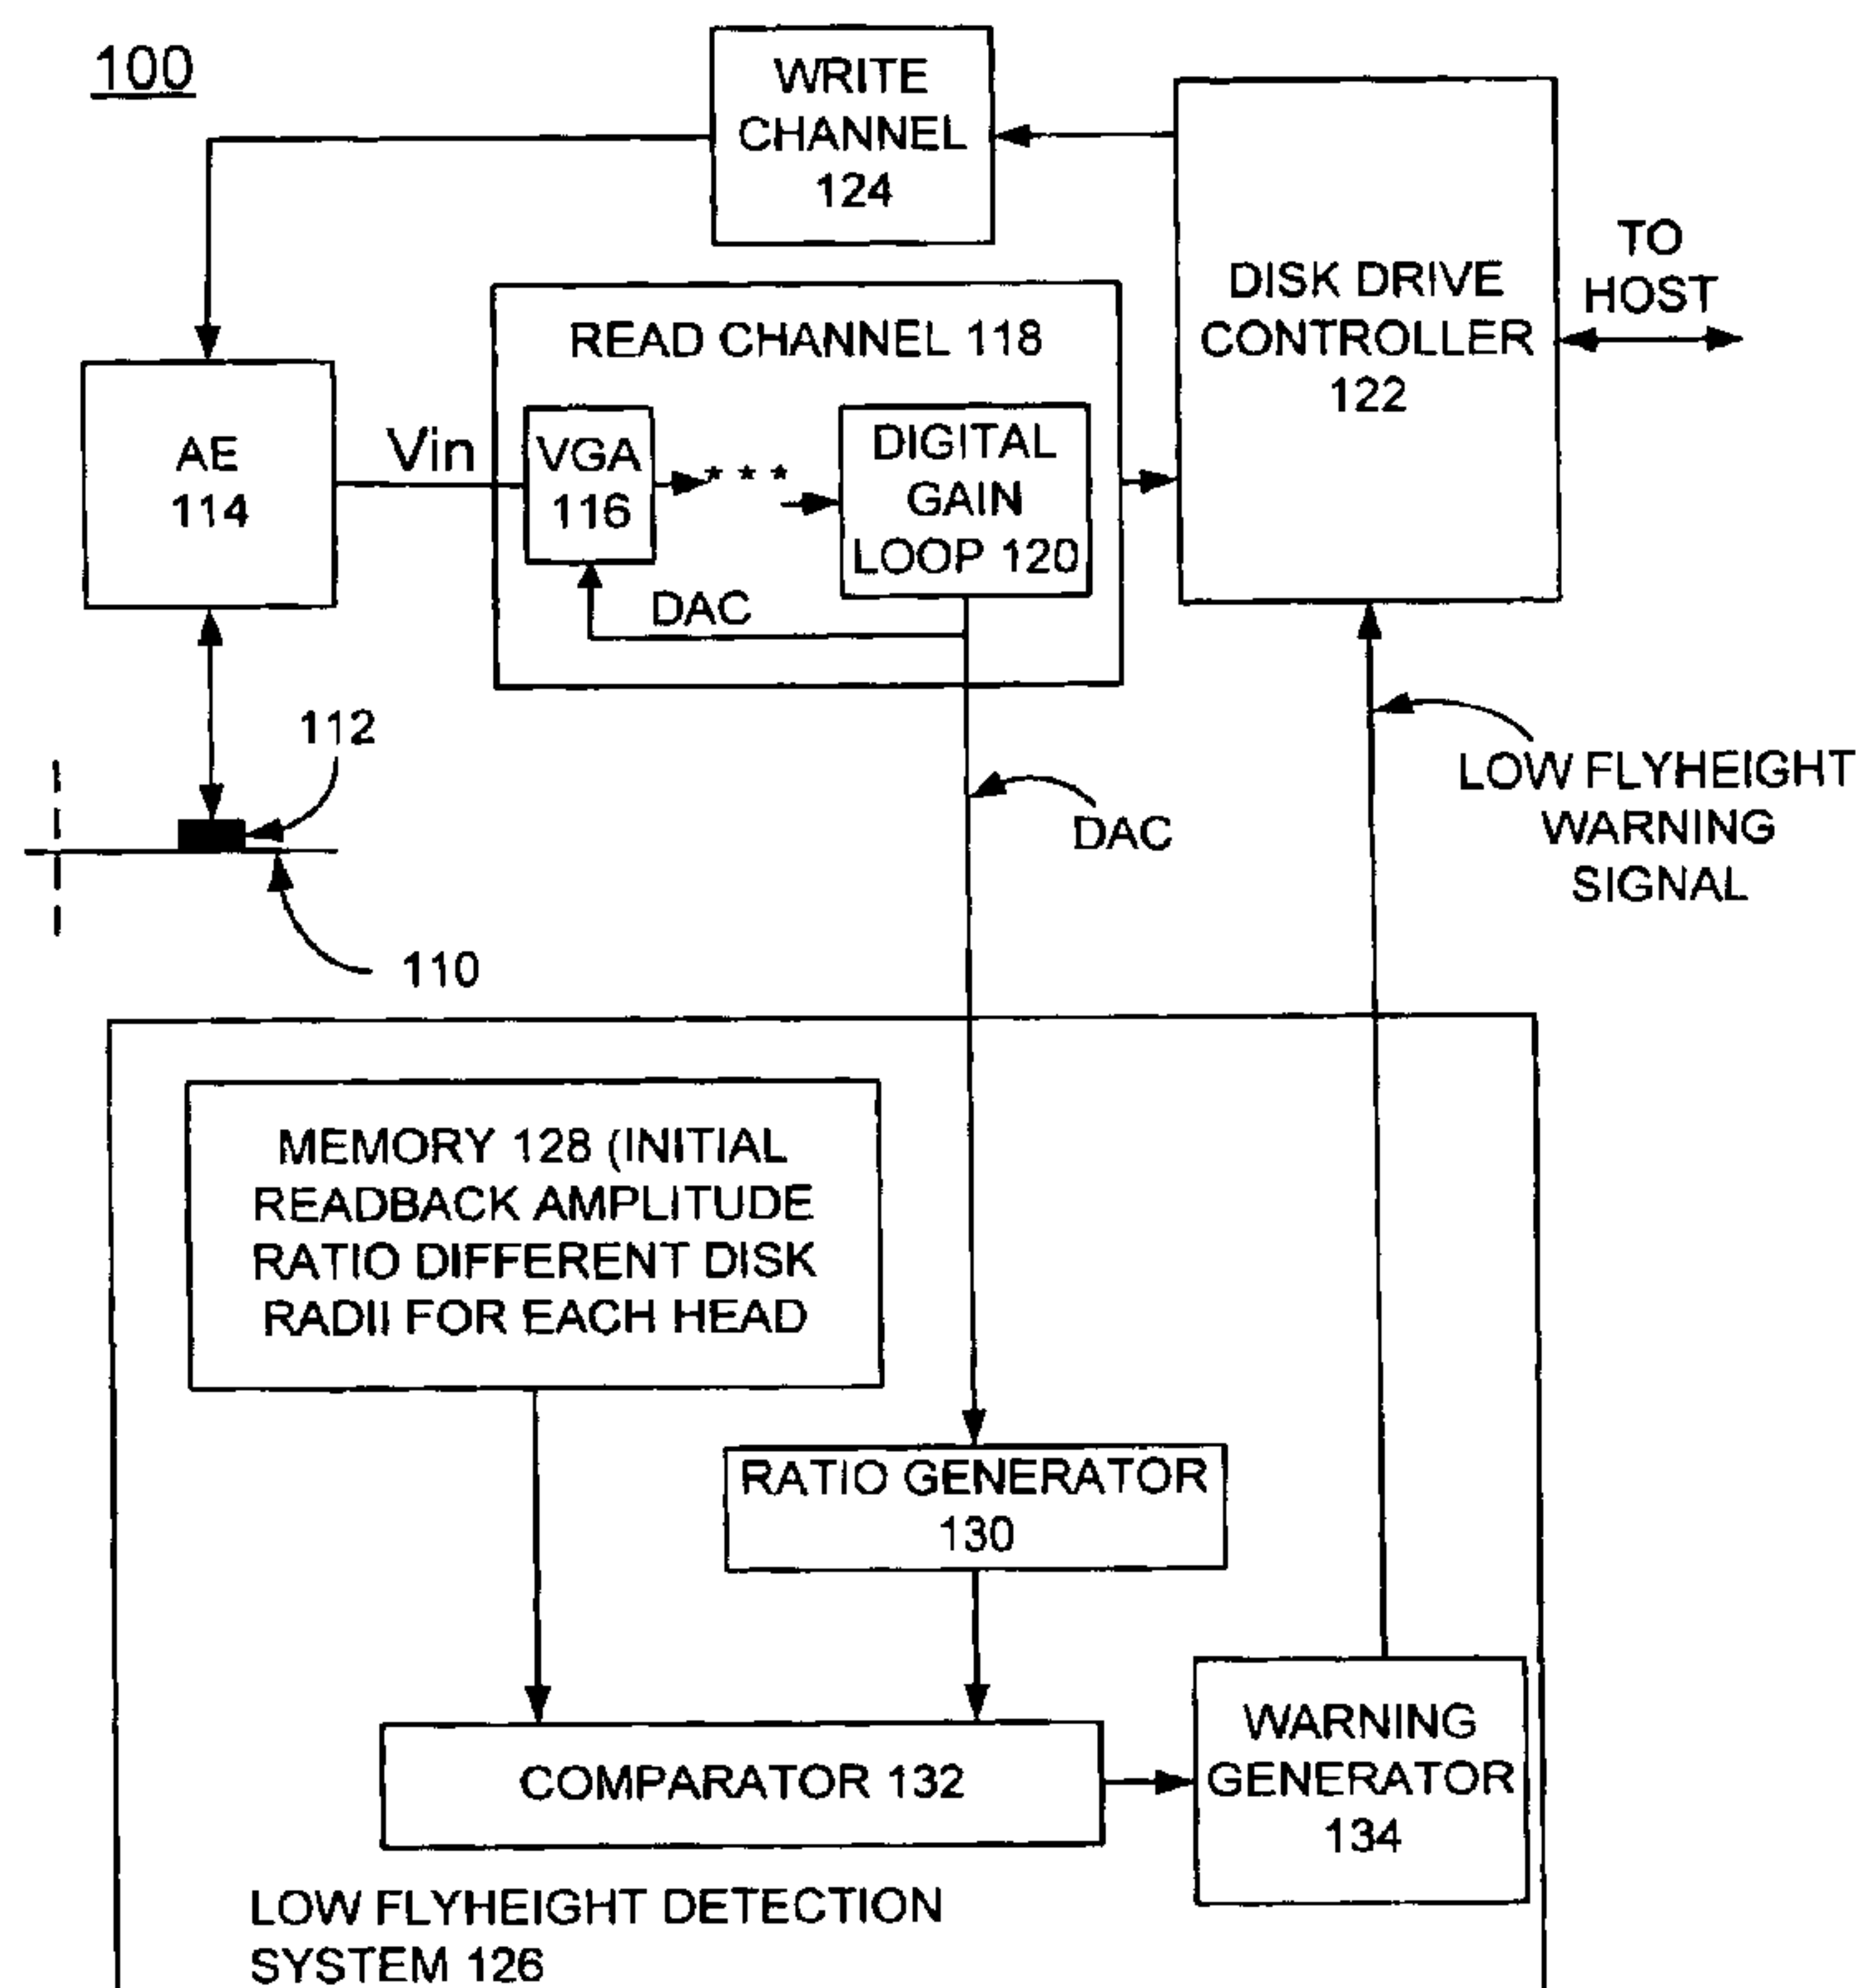 100
WRITE
CHANNEL
124
TO
HOST
DISK DRIVE
CONTROLLER
122
READ CHANNEL 118
AE
114
Vin
VGA
116
* * *
DIGITAL
GAIN
LOOP 120
DAC
112
110
DAC
LOW FLYHEIGHT
WARNING
SIGNAL
MEMORY 128 (INITIAL
READBACK AMPLITUDE
RATIO DIFFERENT DISK
RADII FOR EACH HEAD
RATIO GENERATOR
130
COMPARATOR 132
WARNING
GENERATOR
134
LOW FLYHEIGHT DETECTION
SYSTEM 126